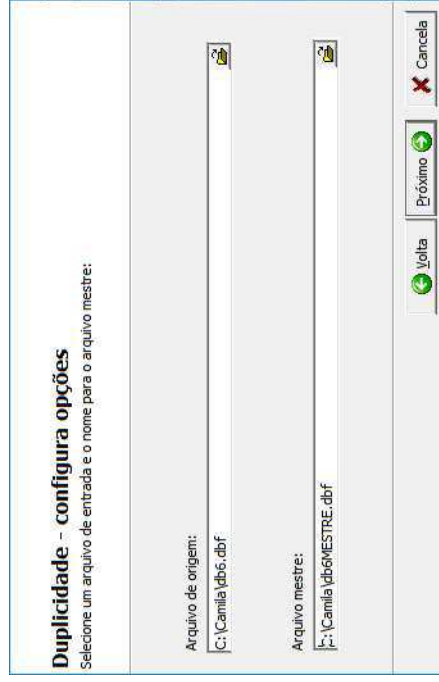 Duplicidade - configura opções
Selecione um arquivo de entrada e o nome para o arquivo mestre:
Arquivo de origem:
C:\Camila\db6.dbf
Arquivo mestre:
C:\Camila\db6MESTRE.dbf
Volta
Próximo
Cancela